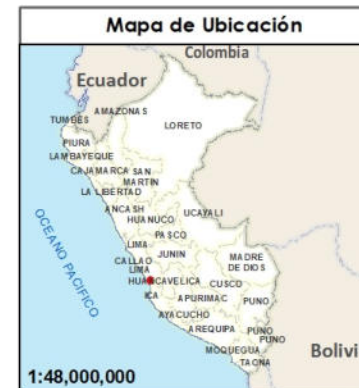 Mapa de Ubicación
Colombia
Ecuador
AMAZONAS
TUMBES
LORETO
PIURA
LAMBAYEQUE
CAJAMARCA SAN
MARTIN
LA LIBERTAD
ANCASH
UCAYALI
HUANUCO
PASCO
LIMA
JUNIN
MADRE
DE DIOS
CALLAO
LIMA
HUANCAVELICA
CUSCO
ICA
APURIMAC
PUNO
AYACUCHO
AREQUIPA
PUNO
PUNO
MOQUEGUA
TACNA
Bolivi
OCEANO PACIFICO
1:48,000,000